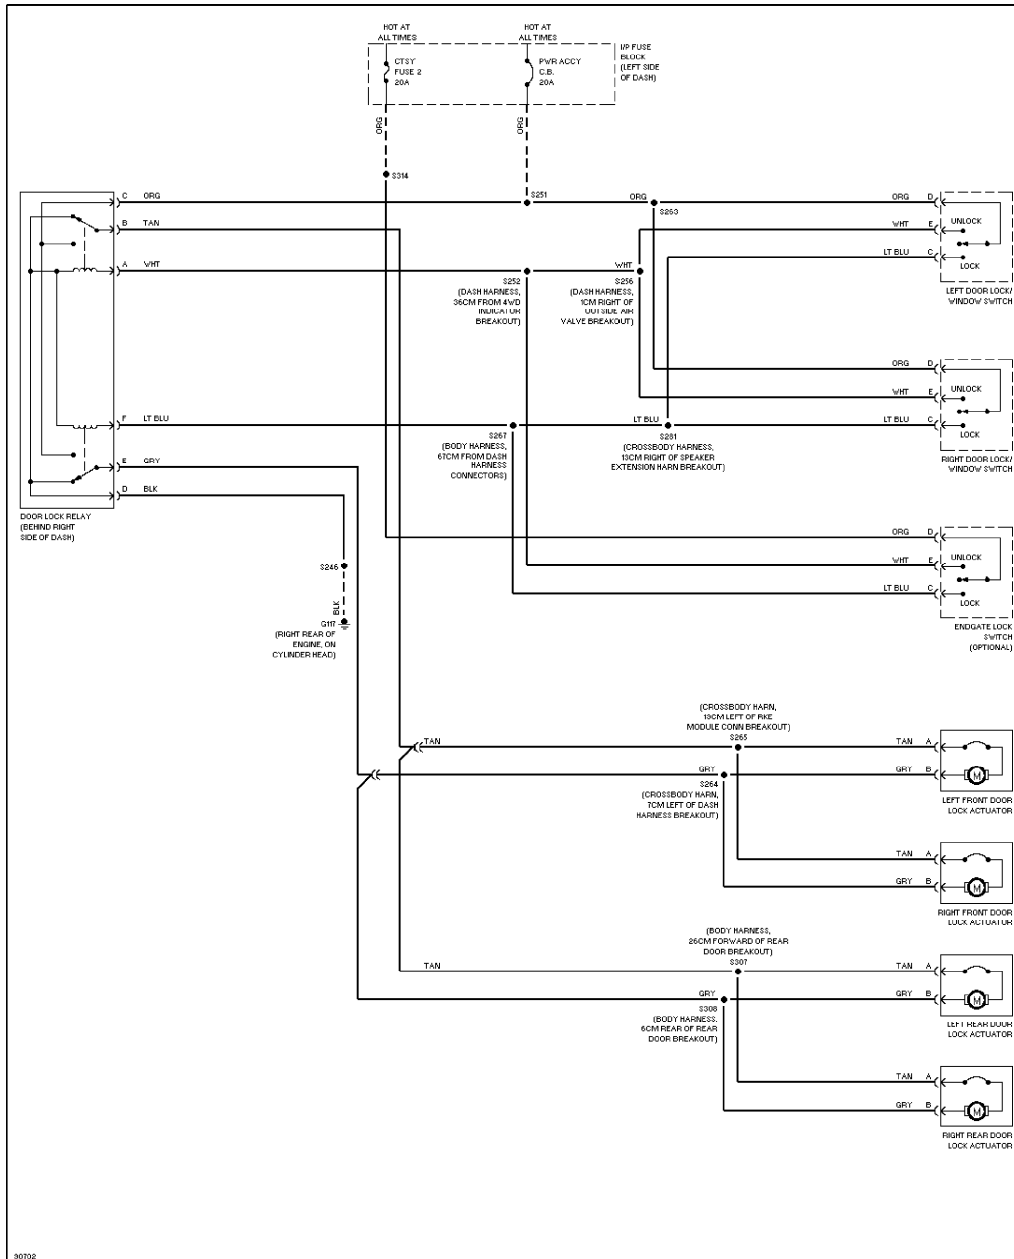 HOT AT
ALL TIMES
HOT AT
ALL TIMES
CTSY
FUSE 2
20A
PWR ACCY
C.B.
20A
I/P FUSE
BLOCK
(LEFT SIDE
OF DASH)
ORG
ORG
S314
S251
C ORG
ORG
S263
ORG D
B TAN
WHT E
UNLOCK
LT BLU C
LOCK
A WHT
WHT
S252
(DASH HARNESS,
36CM FROM 4WD
INDICATOR
BREAKOUT)
S256
(DASH HARNESS,
1CM RIGHT OF
OUTSIDE AIR
VALVE BREAKOUT)
LEFT DOOR LOCK/
WINDOW SWITCH
ORG D
WHT E
UNLOCK
F LT BLU
LT BLU
LT BLU C
LOCK
S267
(BODY HARNESS,
67CM FROM DASH
HARNESS
CONNECTORS)
S281
(CROSSBODY HARNESS,
13CM RIGHT OF SPEAKER
EXTENSION HARN BREAKOUT)
RIGHT DOOR LOCK/
WINDOW SWITCH
E GRY
D BLK
DOOR LOCK RELAY
(BEHIND RIGHT
SIDE OF DASH)
ORG D
WHT E
UNLOCK
LT BLU C
LOCK
S246
BLK
G117
(RIGHT REAR OF
ENGINE, ON
CYLINDER HEAD)
ENDGATE LOCK
SWITCH
(OPTIONAL)
(CROSSBODY HARN,
13CM LEFT OF RKE
MODULE CONN BREAKOUT)
S265
TAN
TAN A
GRY
GRY B
M
S264
(CROSSBODY HARN,
7CM LEFT OF DASH
HARNESS BREAKOUT)
LEFT FRONT DOOR
LOCK ACTUATOR
TAN A
GRY B
M
RIGHT FRONT DOOR
LOCK ACTUATOR
(BODY HARNESS,
26CM FORWARD OF REAR
DOOR BREAKOUT)
S307
TAN
TAN A
GRY
GRY B
M
S308
(BODY HARNESS.
6CM REAR OF REAR
DOOR BREAKOUT)
LEFT REAR DOOR
LOCK ACTUATOR
TAN A
GRY B
M
RIGHT REAR DOOR
LOCK ACTUATOR
90702